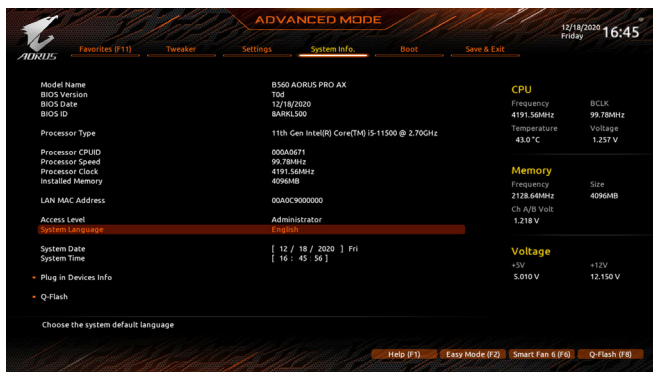 ADVANCED MODE
12/18/2020 Friday 16:45
AORUS
Favorites (F11) Tweaker Settings System Info. Boot Save & Exit
Model Name B560 AORUS PRO AX
BIOS Version T0d
BIOS Date 12/18/2020
BIOS ID 8ARKL500
Processor Type 11th Gen Intel(R) Core(TM) i5-11500 @ 2.70GHz
Processor CPUID 000A0671
Processor Speed 99.78MHz
Processor Clock 4191.56MHz
Installed Memory 4096MB
LAN MAC Address 00A0C9000000
Access Level Administrator
System Language English
System Date [ 12 / 18 / 2020 ] Fri
System Time [ 16 : 45 : 56 ]
Plug in Devices Info
Q-Flash
Choose the system default language
CPU
Frequency BCLK
4191.56MHz 99.78MHz
Temperature Voltage
43.0 °C 1.257 V
Memory
Frequency Size
2128.64MHz 4096MB
Ch A/B Volt
1.218 V
Voltage
+5V +12V
5.010 V 12.150 V
Help (F1) Easy Mode (F2) Smart Fan 6 (F6) Q-Flash (F8)